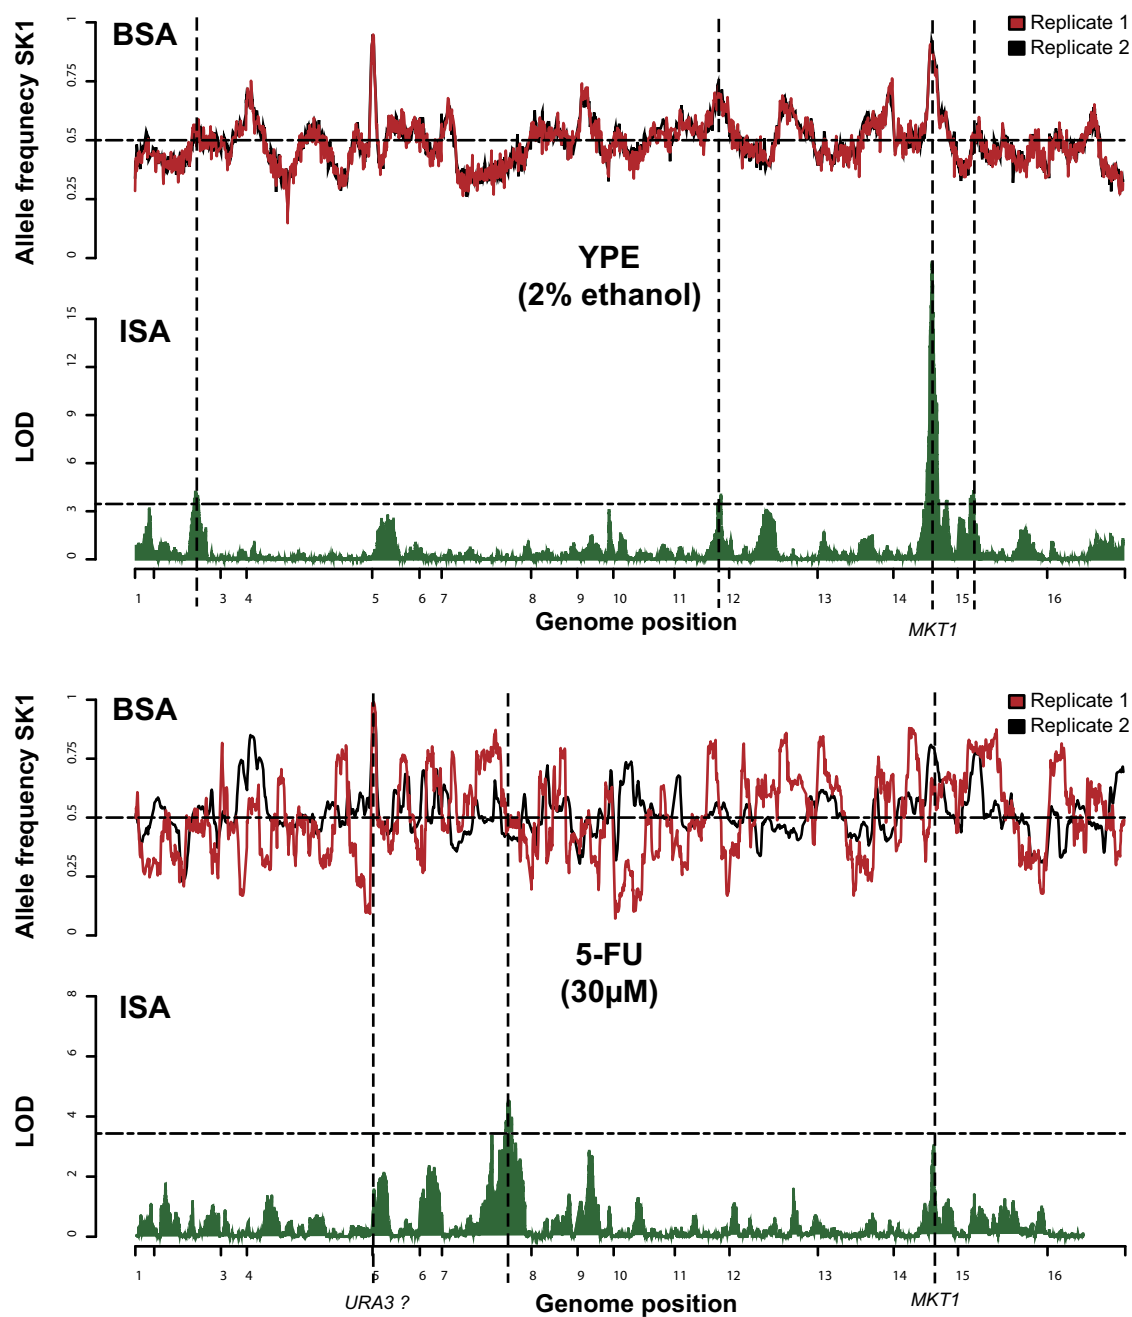 BSA
Replicate 1
Replicate 2
Allele frequnecy SK1
0 0.25 0.5 0.75 1
YPE
(2% ethanol)
ISA
LOD
0 3 6 9 12 15
1 3 4 5 6 7 8 9 10 11 12 13 14 15 16
Genome position
MKT1
BSA
Replicate 1
Replicate 2
Allele frequency SK1
0 0.25 0.5 0.75 1
5-FU
(30µM)
ISA
LOD
0 2 4 6 8
1 3 4 5 6 7 8 9 10 11 12 13 14 15 16
URA3 ?
Genome position
MKT1